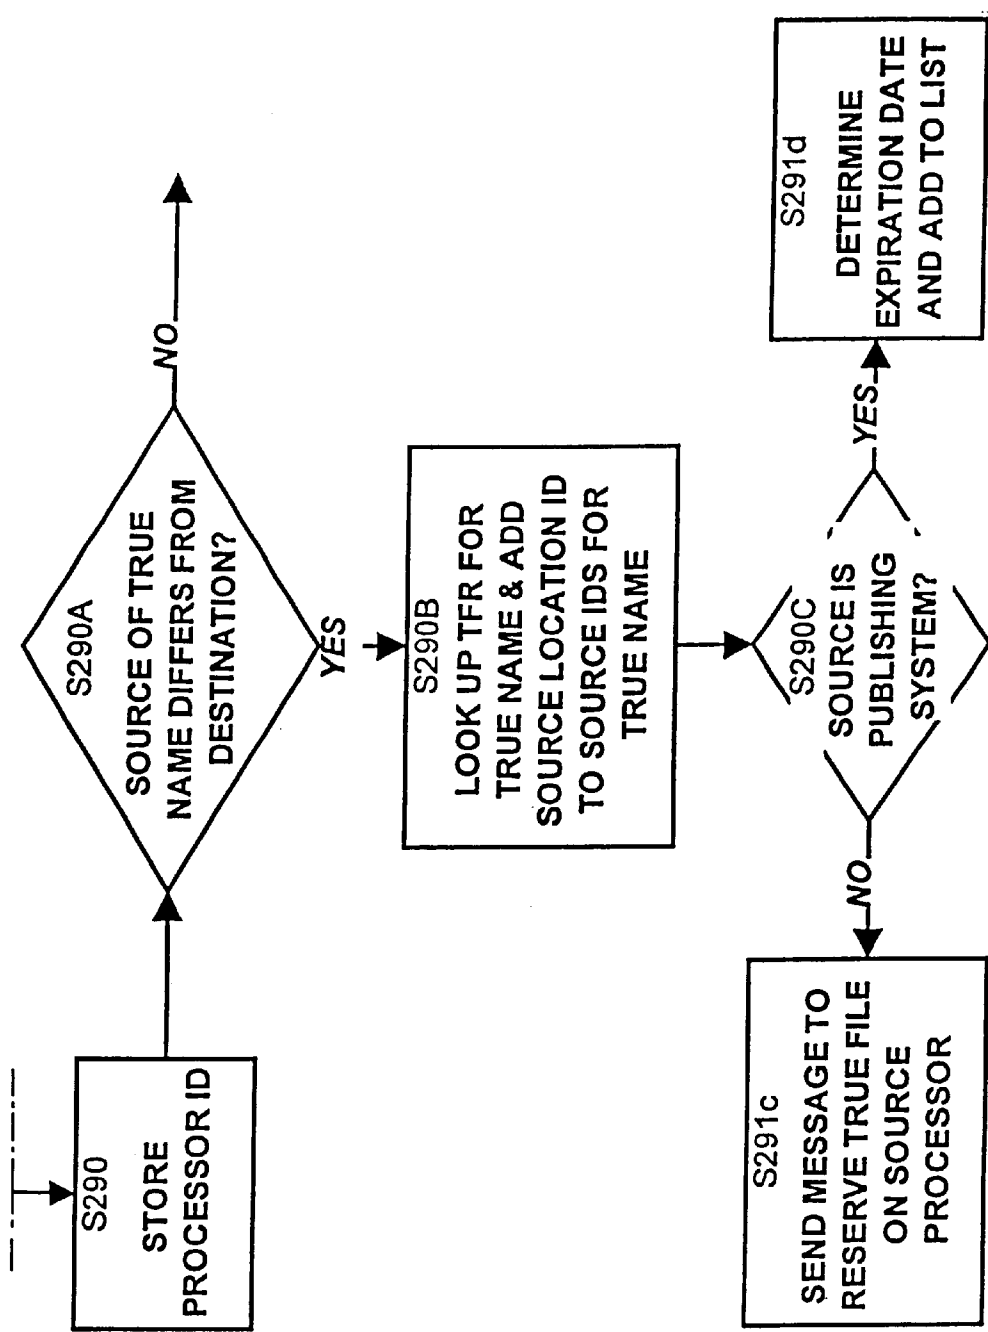 S290
STORE
PROCESSOR ID
S290A
SOURCE OF TRUE
NAME DIFFERS FROM
DESTINATION?
NO
YES
S290B
LOOK UP TFR FOR
TRUE NAME & ADD
SOURCE LOCATION ID
TO SOURCE IDS FOR
TRUE NAME
S290C
SOURCE IS
PUBLISHING
SYSTEM?
NO
YES
S291c
SEND MESSAGE TO
RESERVE TRUE FILE
ON SOURCE
PROCESSOR
S291d
DETERMINE
EXPIRATION DATE
AND ADD TO LIST